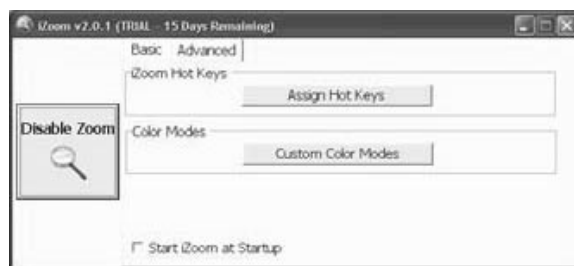 iZoom v2.0.1 (TRIAL - 15 Days Remaining)
Basic Advanced
iZoom Hot Keys
Assign Hot Keys
Disable Zoom
Color Modes
Custom Color Modes
Start iZoom at Startup